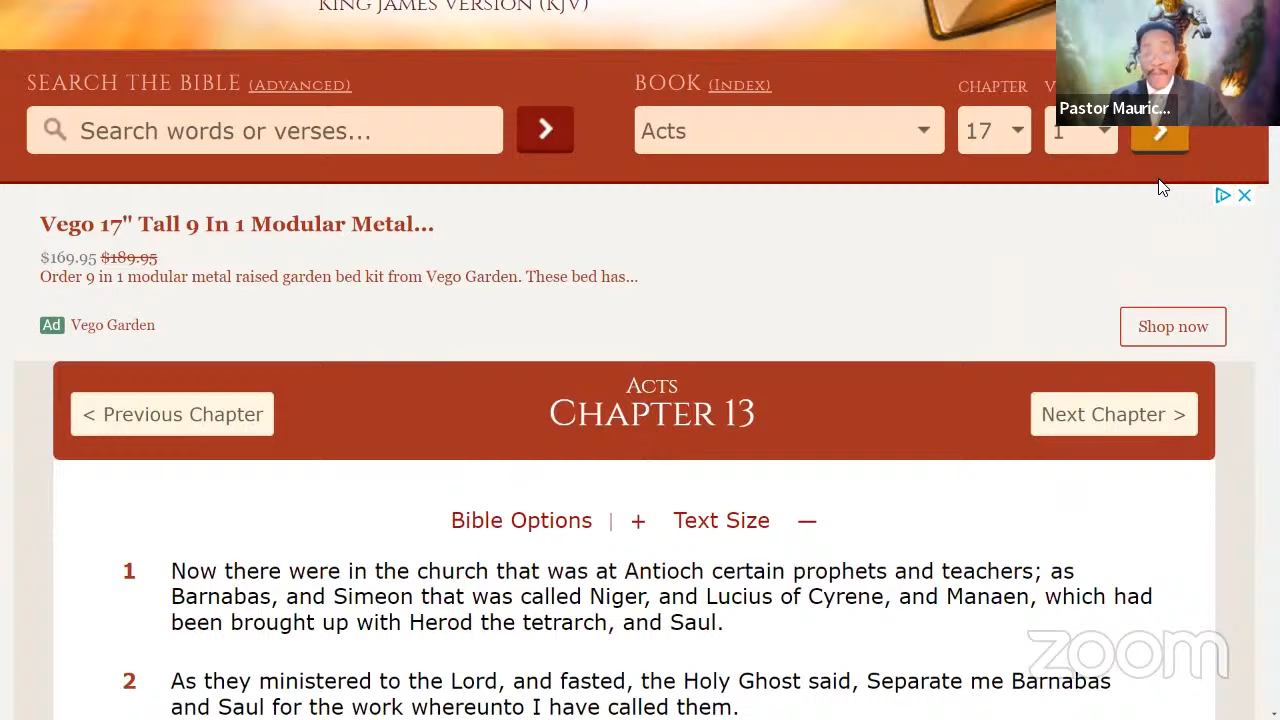 KING JAMES VERSION (KJV)
SEARCH THE BIBLE (ADVANCED)
BOOK (INDEX)
CHAPTER V
Pastor Mauric...
Search words or verses...
Acts
17
1
Vego 17" Tall 9 In 1 Modular Metal...
$169.95 $189.95
Order 9 in 1 modular metal raised garden bed kit from Vego Garden. These bed has...
Ad Vego Garden
Shop now
< Previous Chapter
ACTS
CHAPTER 13
Next Chapter >
Bible Options | + Text Size —
1 Now there were in the church that was at Antioch certain prophets and teachers; as
Barnabas, and Simeon that was called Niger, and Lucius of Cyrene, and Manaen, which had
been brought up with Herod the tetrarch, and Saul.
zoom
2 As they ministered to the Lord, and fasted, the Holy Ghost said, Separate me Barnabas
and Saul for the work whereunto I have called them.